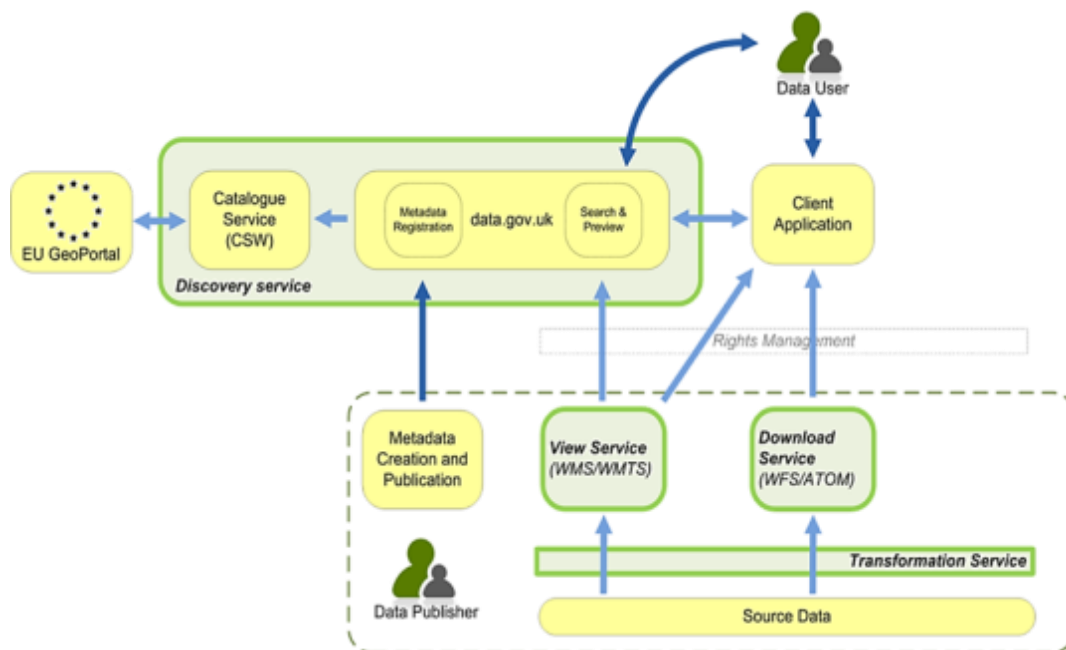 Data User
EU GeoPortal
Catalogue
Service
(CSW)
Metadata
Registration
data.gov.uk
Search &
Preview
Client
Application
Discovery service
Rights Management
Metadata
Creation and
Publication
View Service
(WMS/WMTS)
Download
Service
(WFS/ATOM)
Data Publisher
Transformation Service
Source Data